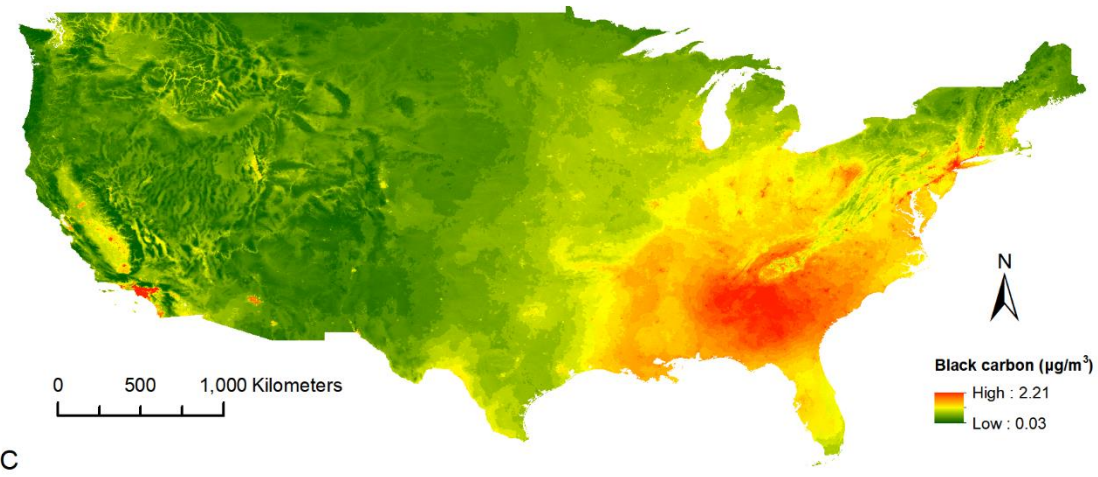 N
Black carbon (µg/m³)
High : 2.21
Low : 0.03
0 500 1,000 Kilometers
C